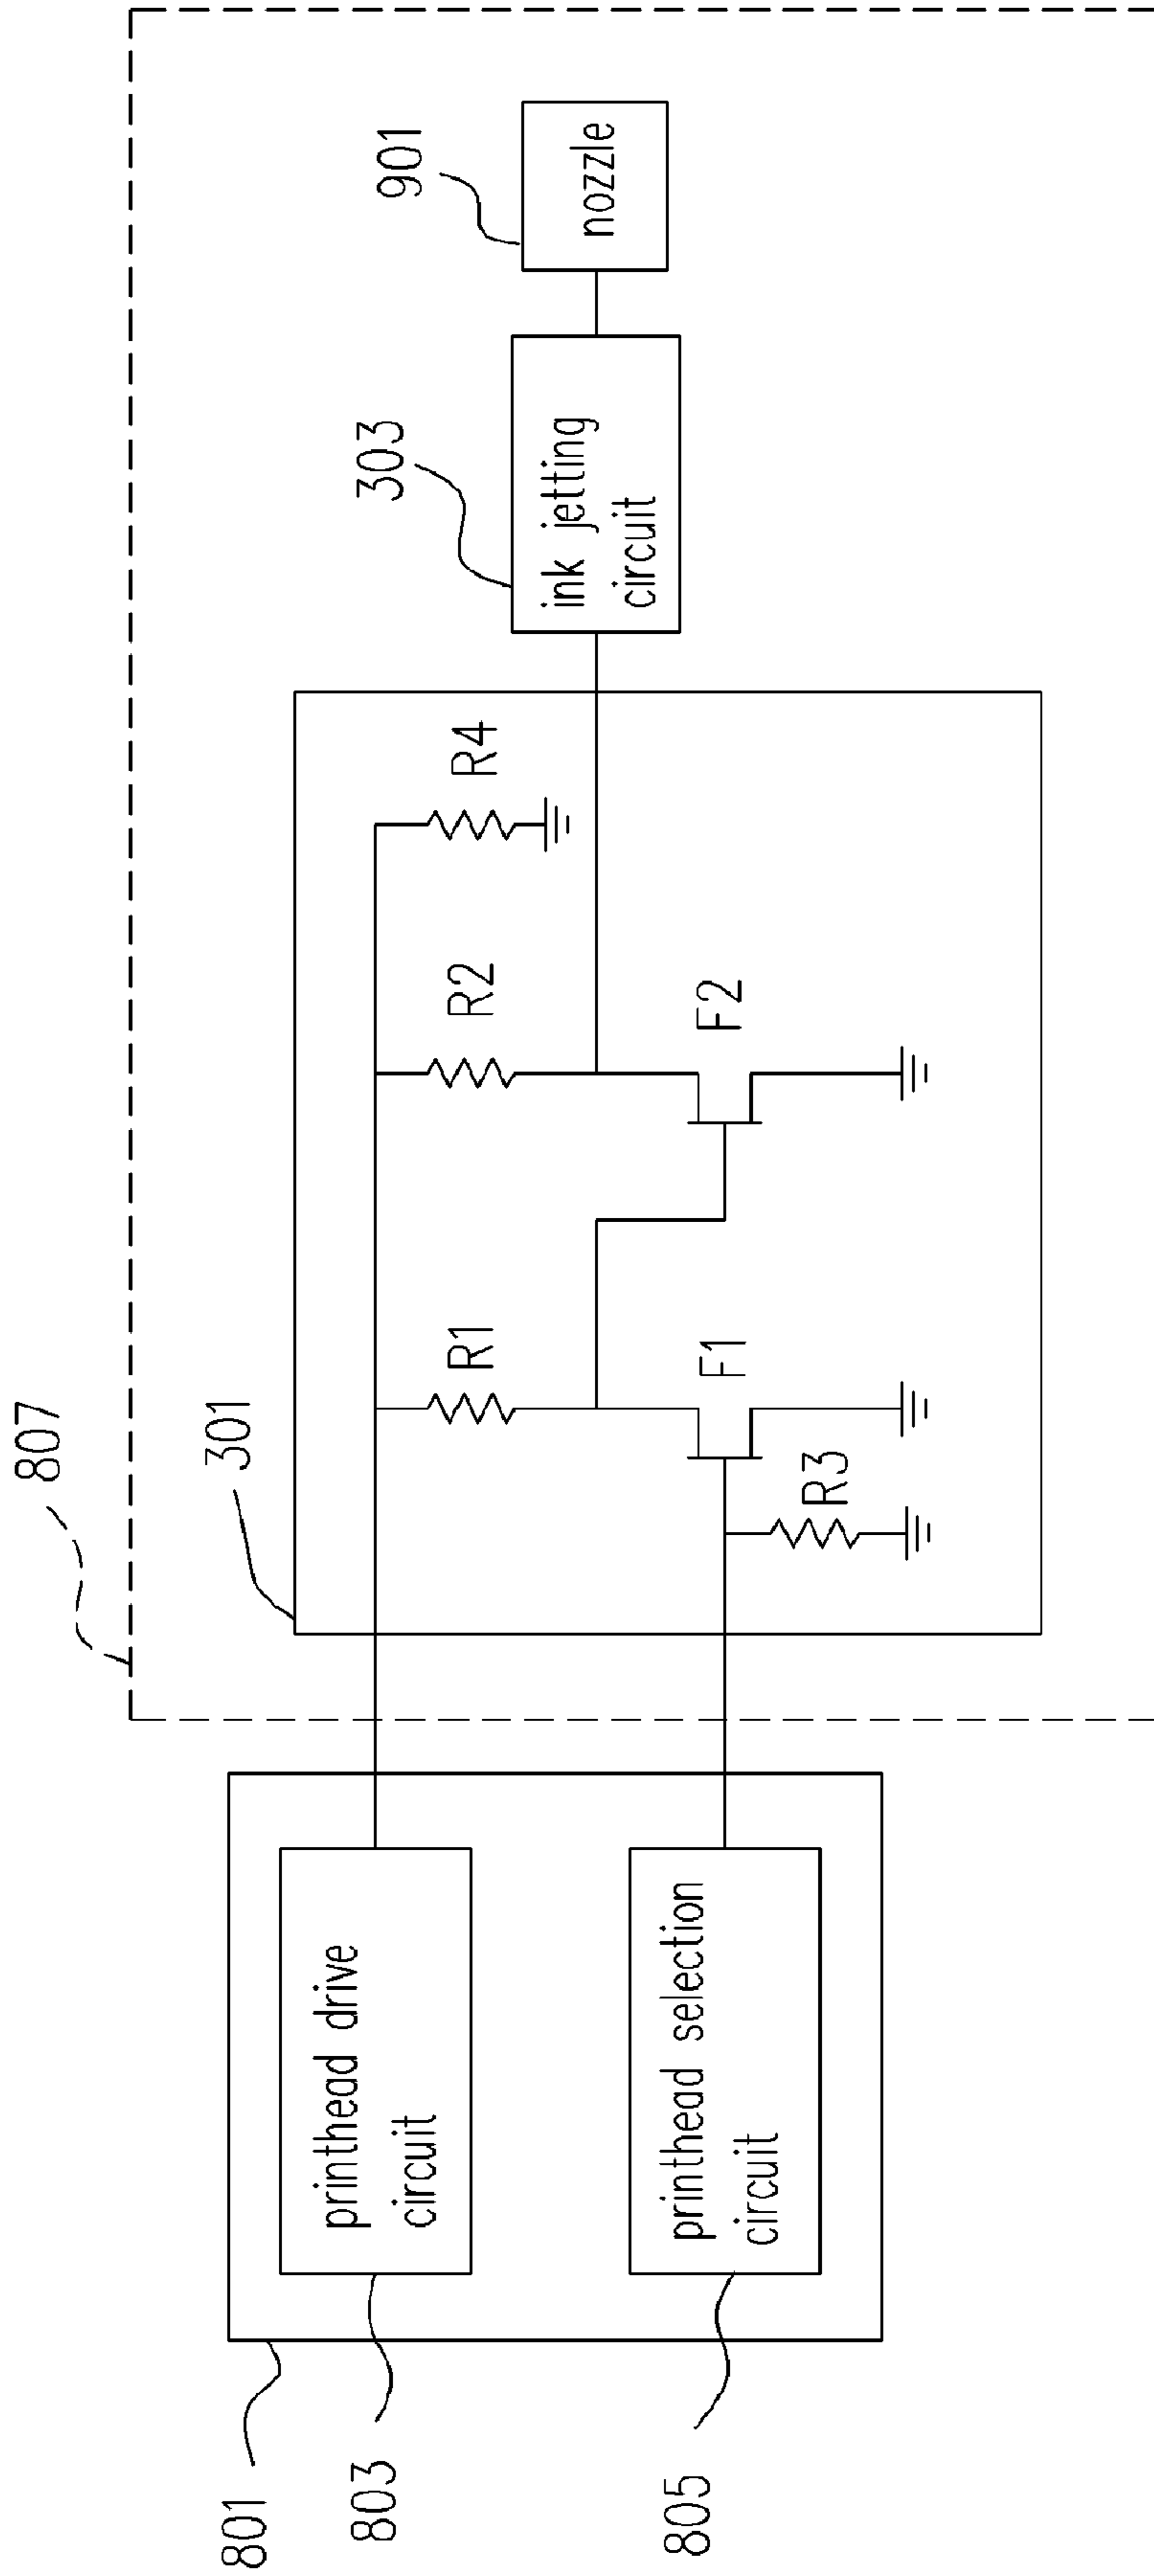 807
301
801
803
printhead drive
circuit
805
printhead selection
circuit
R1
R2
R4
F1
F2
R3
303
ink jetting
circuit
901
nozzle